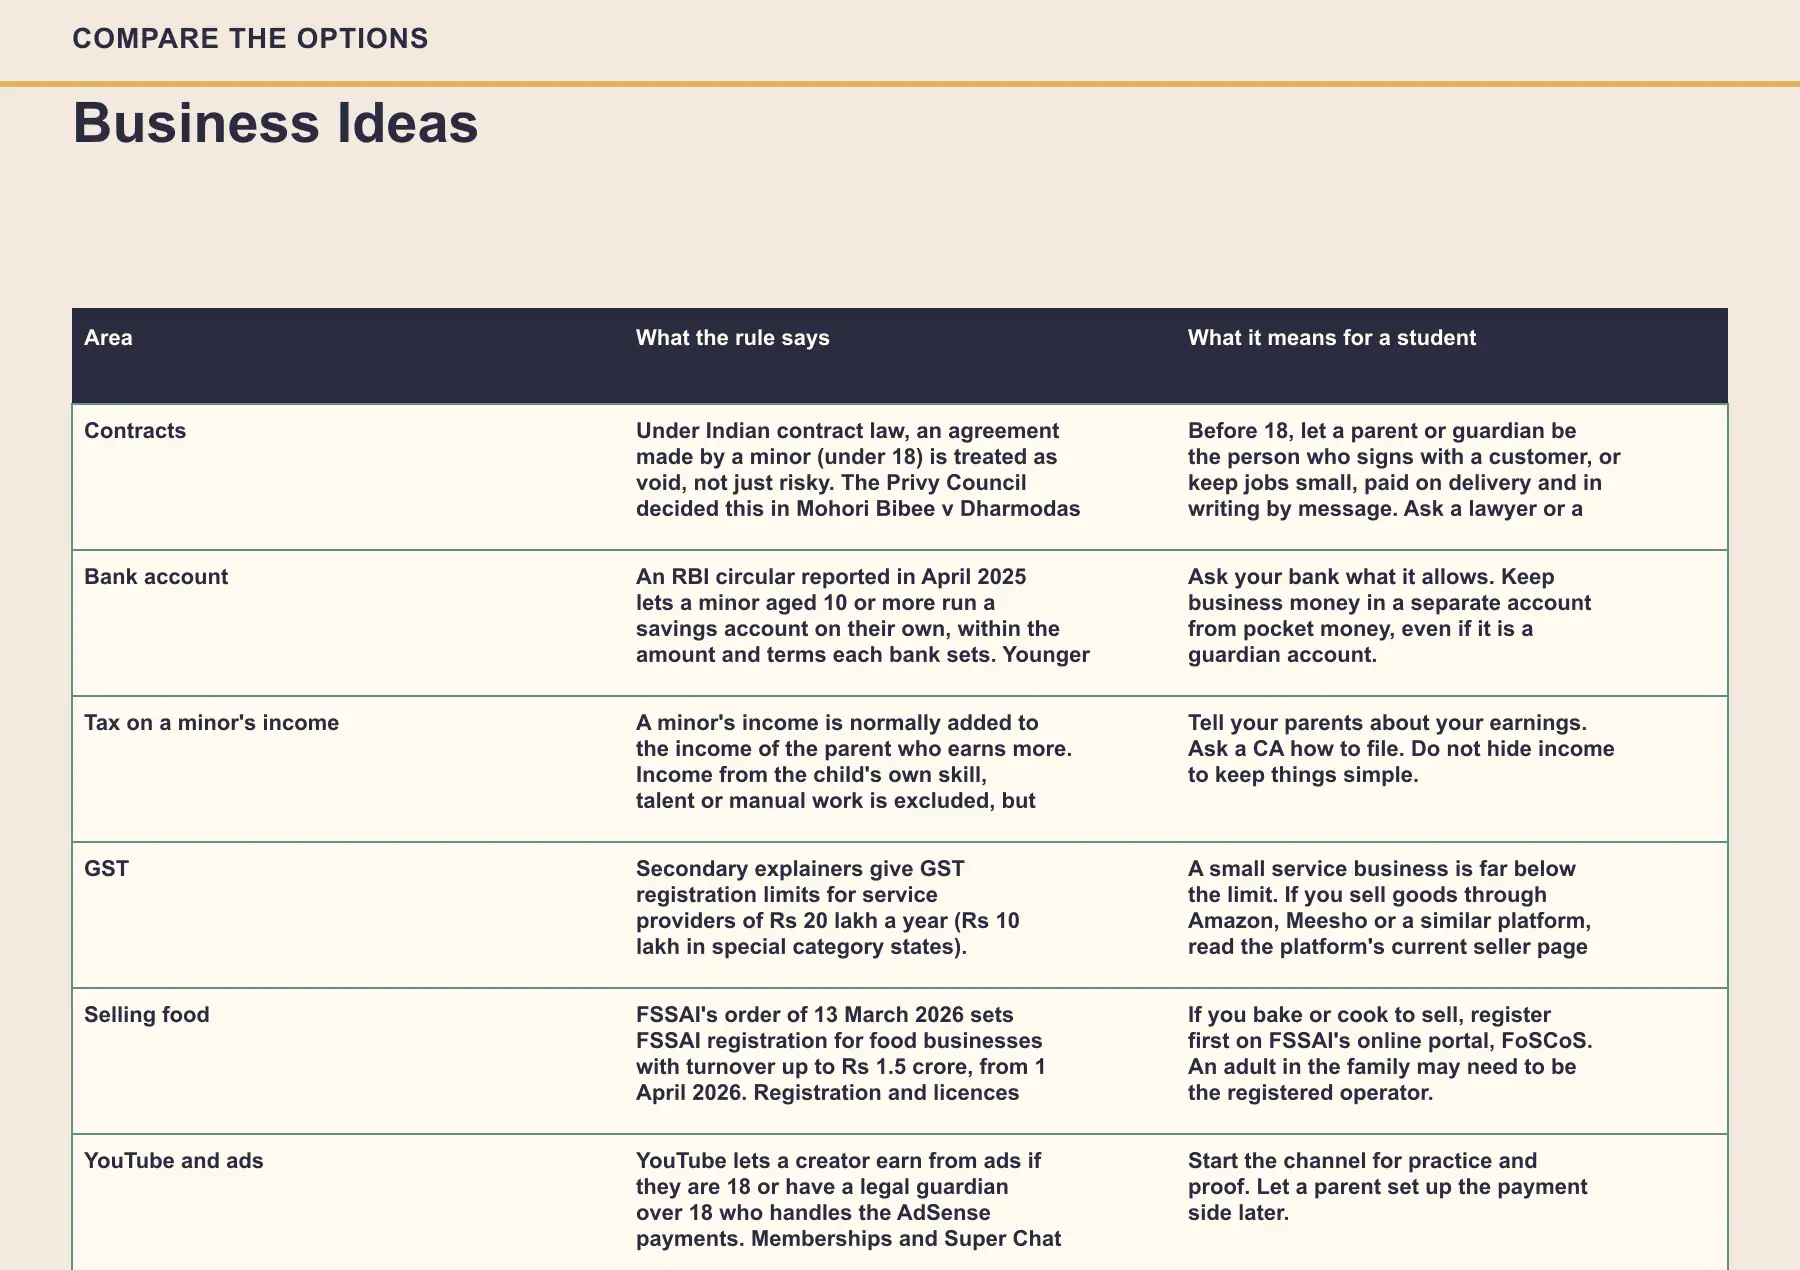 COMPARE THE OPTIONS
Business Ideas
Area
What the rule says
What it means for a student
Contracts
Under Indian contract law, an agreement
made by a minor (under 18) is treated as
void, not just risky. The Privy Council
decided this in Mohori Bibee v Dharmodas
Before 18, let a parent or guardian be
the person who signs with a customer, or
keep jobs small, paid on delivery and in
writing by message. Ask a lawyer or a
Bank account
An RBI circular reported in April 2025
lets a minor aged 10 or more run a
savings account on their own, within the
amount and terms each bank sets. Younger
Ask your bank what it allows. Keep
business money in a separate account
from pocket money, even if it is a
guardian account.
Tax on a minor's income
A minor's income is normally added to
the income of the parent who earns more.
Income from the child's own skill,
talent or manual work is excluded, but
Tell your parents about your earnings.
Ask a CA how to file. Do not hide income
to keep things simple.
GST
Secondary explainers give GST
registration limits for service
providers of Rs 20 lakh a year (Rs 10
lakh in special category states).
A small service business is far below
the limit. If you sell goods through
Amazon, Meesho or a similar platform,
read the platform's current seller page
Selling food
FSSAI's order of 13 March 2026 sets
FSSAI registration for food businesses
with turnover up to Rs 1.5 crore, from 1
April 2026. Registration and licences
If you bake or cook to sell, register
first on FSSAI's online portal, FoSCoS.
An adult in the family may need to be
the registered operator.
YouTube and ads
YouTube lets a creator earn from ads if
they are 18 or have a legal guardian
over 18 who handles the AdSense
payments. Memberships and Super Chat
Start the channel for practice and
proof. Let a parent set up the payment
side later.